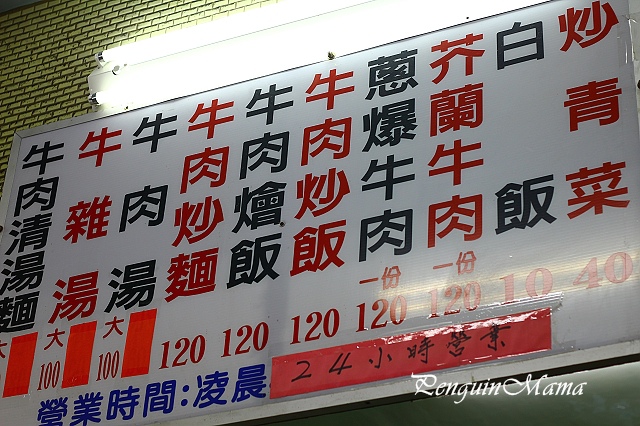 牛肉清湯麵 大
牛雜湯 大 100
牛肉湯 大 100
牛肉炒麵 120
牛肉燴飯 120
牛肉炒飯 120
蔥爆牛肉 一份 120
芥蘭牛肉 一份 120
白飯 10
炒青菜 40
營業時間:凌晨
24小時營業
PenguinMama